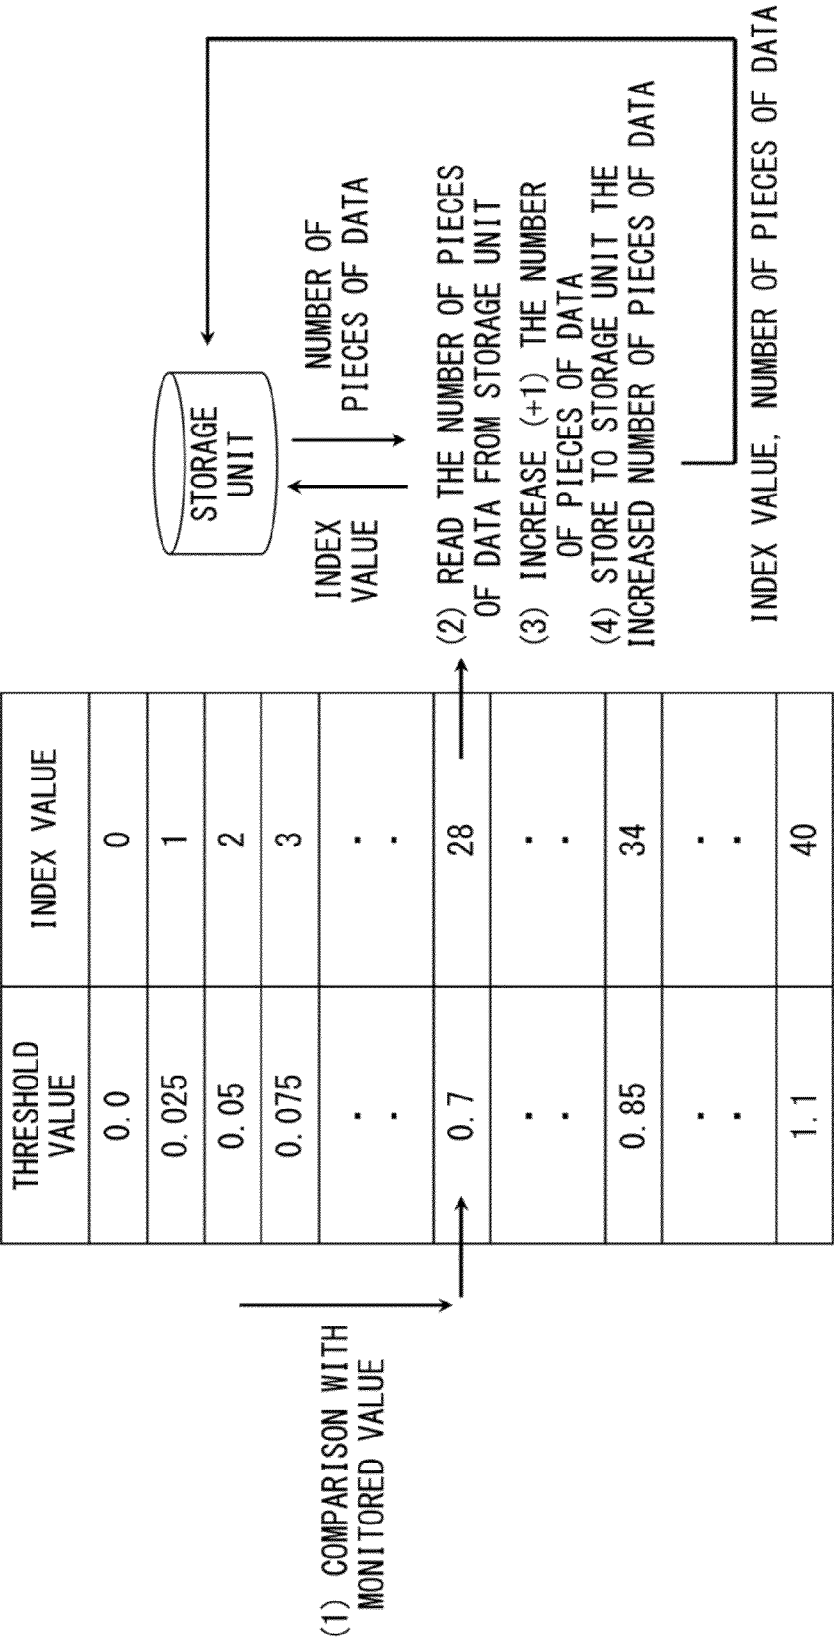 (1) COMPARISON WITH
MONITORED VALUE
THRESHOLD
VALUE
INDEX VALUE
0.0
0
0.025
1
0.05
2
0.075
3
. .
. .
0.7
28
. .
. .
0.85
34
. .
. .
1.1
40
STORAGE
UNIT
INDEX
VALUE
NUMBER OF
PIECES OF DATA
(2) READ THE NUMBER OF PIECES
OF DATA FROM STORAGE UNIT
(3) INCREASE (+1) THE NUMBER
OF PIECES OF DATA
(4) STORE TO STORAGE UNIT THE
INCREASED NUMBER OF PIECES OF DATA
INDEX VALUE, NUMBER OF PIECES OF DATA